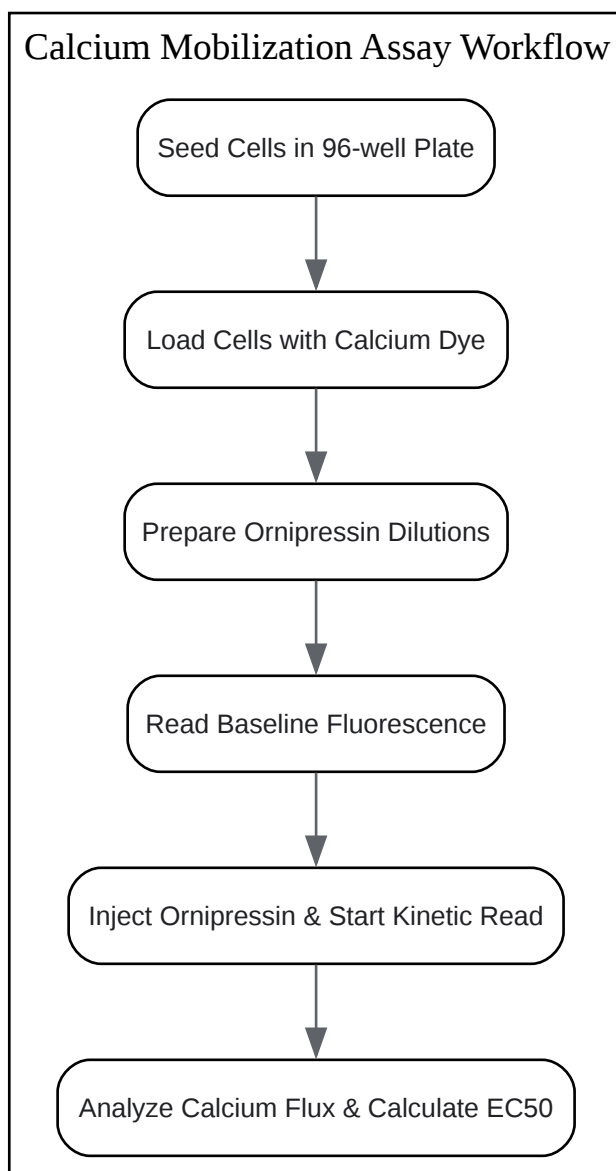 Calcium Mobilization Assay Workflow
Seed Cells in 96-well Plate
Load Cells with Calcium Dye
Prepare Ornipressin Dilutions
Read Baseline Fluorescence
Inject Ornipressin & Start Kinetic Read
Analyze Calcium Flux & Calculate EC50